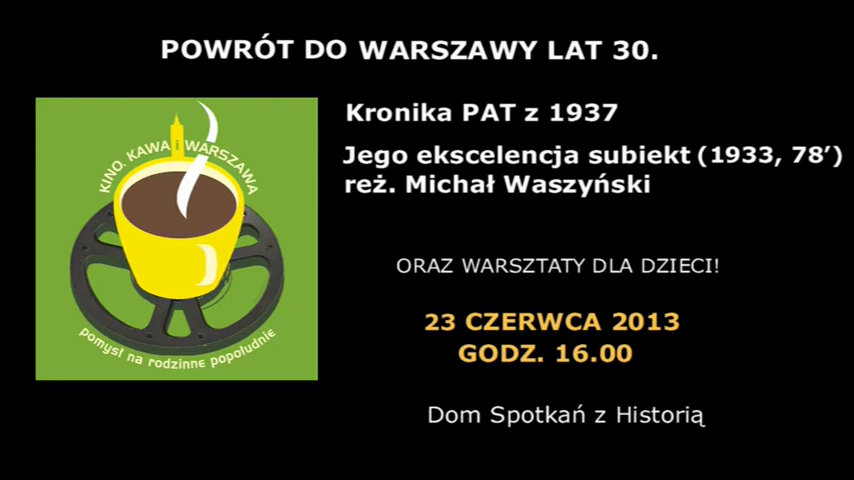 POWRÓT DO WARSZAWY LAT 30.
KINO. KAWA i WARSZAWA
pomysł na rodzinne popołudnie
Kronika PAT z 1937
Jego ekscelencja subiekt (1933, 78’)
reż. Michał Waszyński
ORAZ WARSZTATY DLA DZIECI!
23 CZERWCA 2013
GODZ. 16.00
Dom Spotkań z Historią